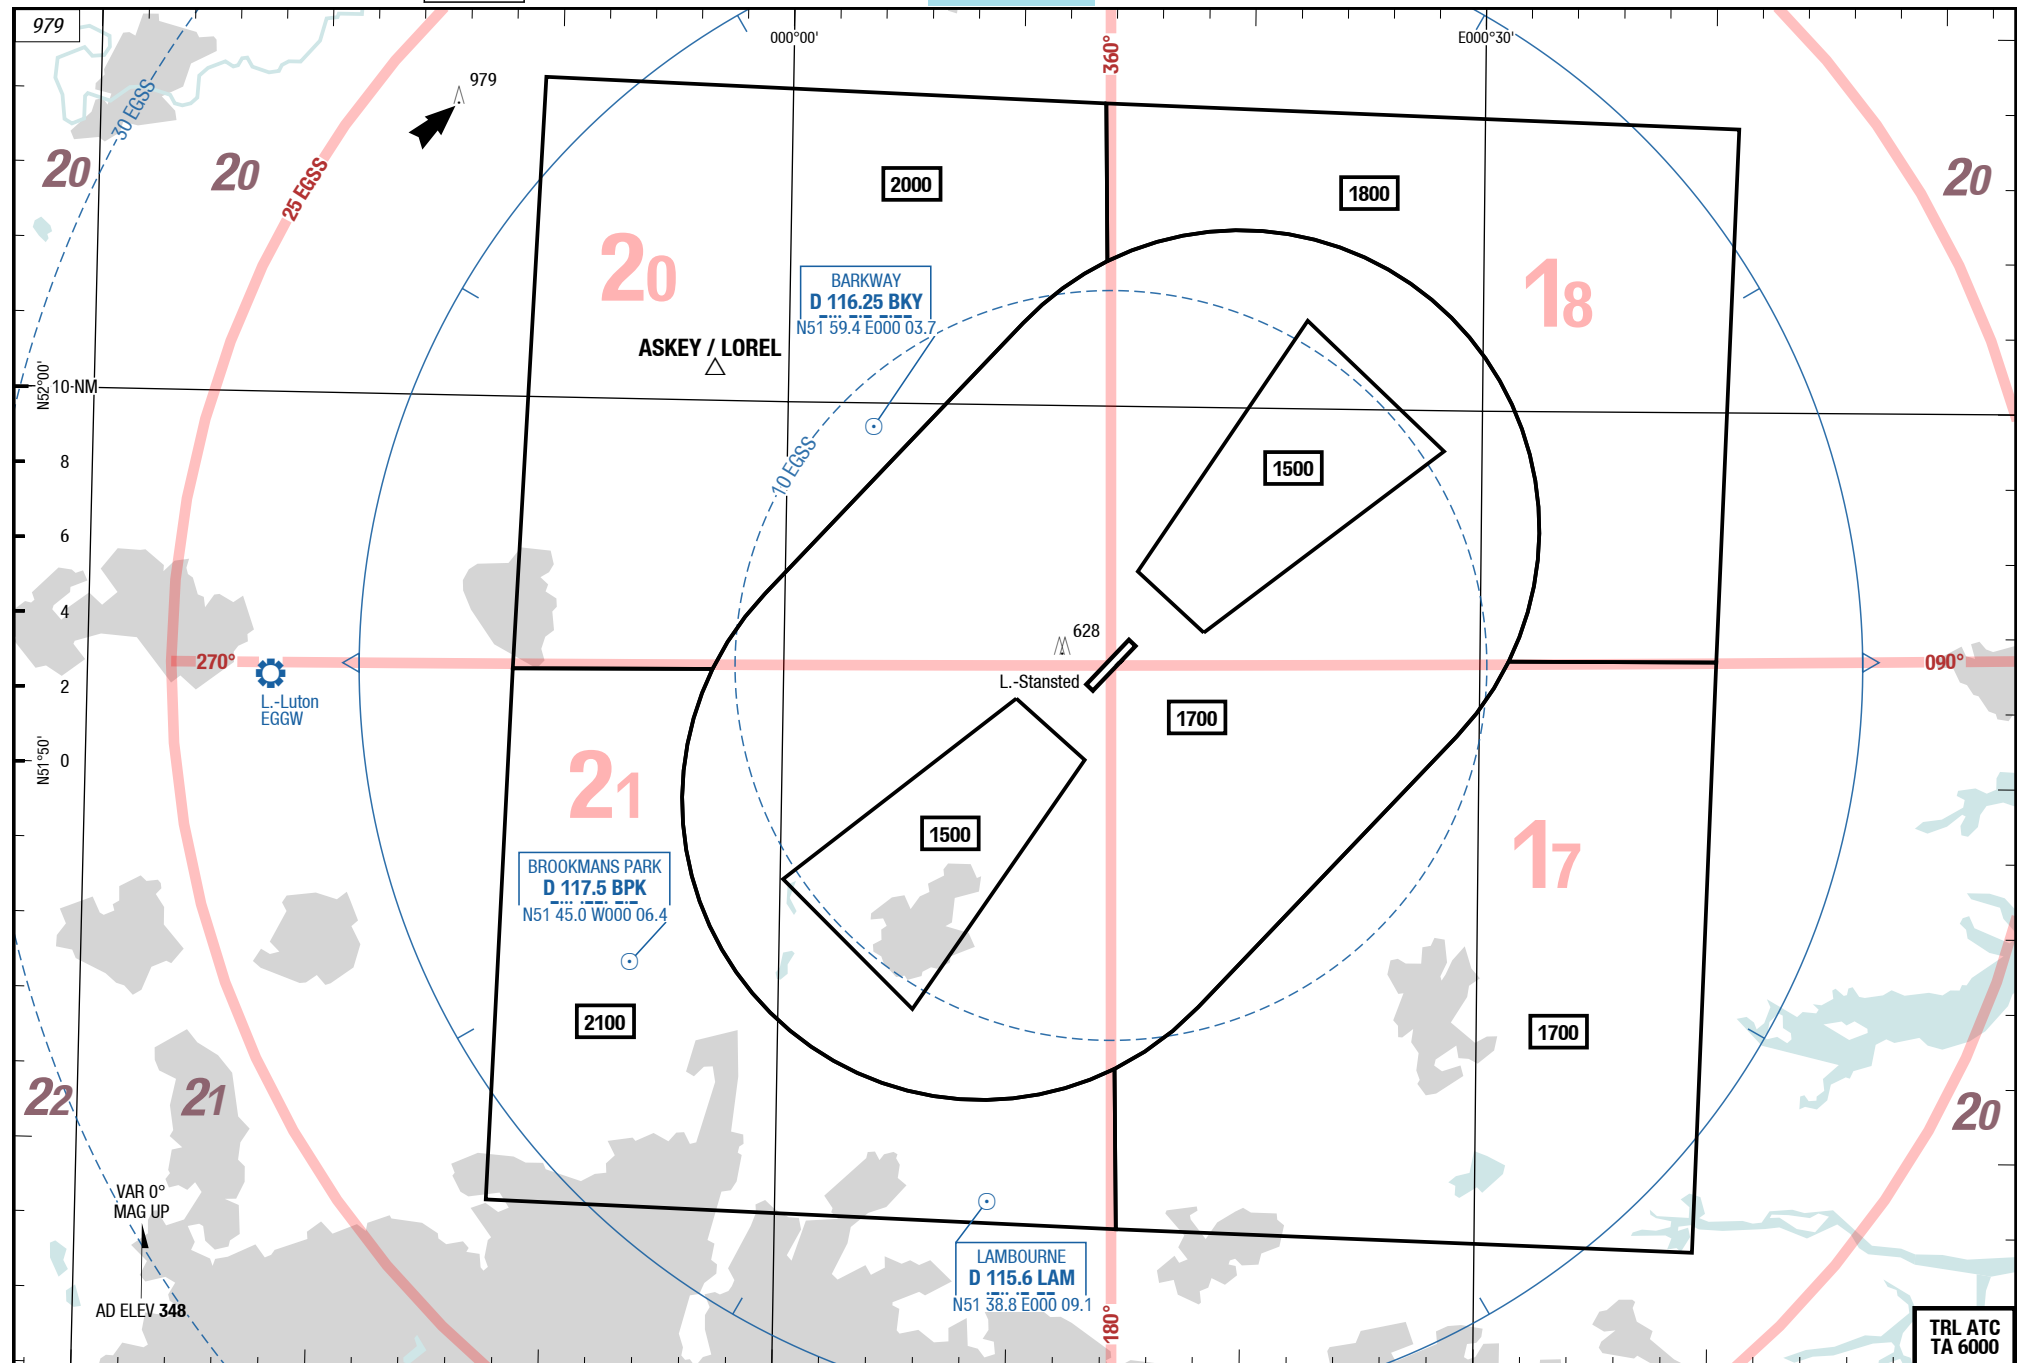 979
000°00'
360°
E000°30'
979
30 EGSS
20
20
25 EGSS
2000
1800
20
20
18
BARKWAY
D 116.25 BKY
N51 59.4 E000 03.7
ASKEY / LOREL
N52°00'
10 NM
10 EGSS
1500
8
6
4
628
270°
090°
L.-Stansted
2
L.-Luton
EGGW
1700
N51°50'
0
21
1500
17
BROOKMANS PARK
D 117.5 BPK
N51 45.0 W000 06.4
2100
1700
22
21
20
VAR 0°
MAG UP
LAMBOURNE
D 115.6 LAM
N51 38.8 E000 09.1
AD ELEV 348
180°
TRL ATC
TA 6000